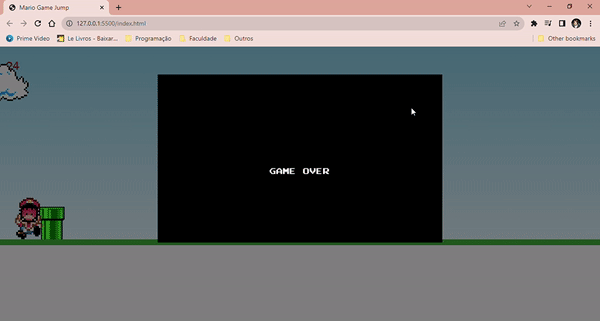 Mario Game Jump
127.0.0.1:5500/index.html
Prime Video
Le Livros - Baixar...
Programação
Faculdade
Outros
Other bookmarks
24
GAME OVER